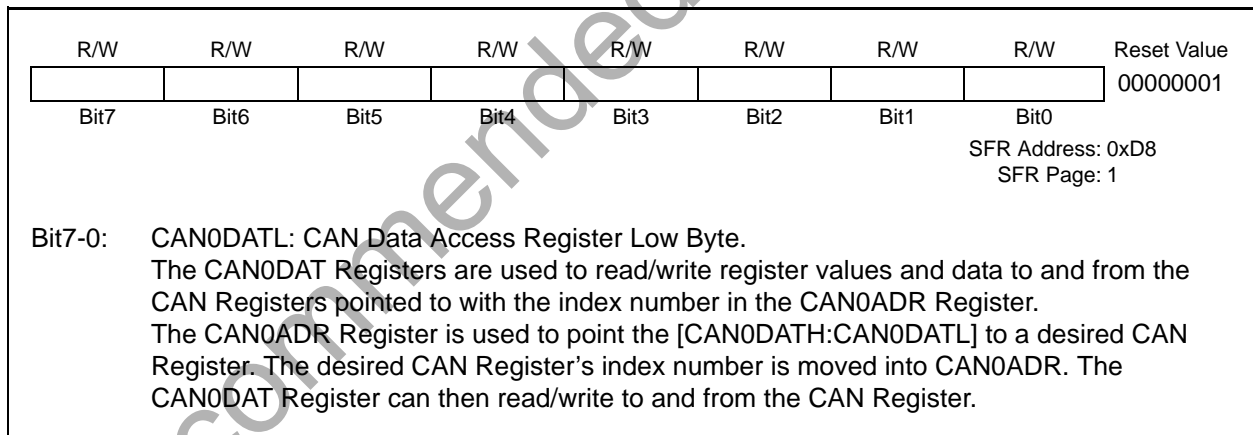 R/W R/W R/W R/W R/W R/W R/W R/W Reset Value
00000001
Bit7 Bit6 Bit5 Bit4 Bit3 Bit2 Bit1 Bit0
SFR Address: 0xD8
SFR Page: 1
Bit7-0: CAN0DATL: CAN Data Access Register Low Byte.
The CAN0DAT Registers are used to read/write register values and data to and from the
CAN Registers pointed to with the index number in the CAN0ADR Register.
The CAN0ADR Register is used to point the [CAN0DATH:CAN0DATL] to a desired CAN
Register. The desired CAN Register’s index number is moved into CAN0ADR. The
CAN0DAT Register can then read/write to and from the CAN Register.
commended